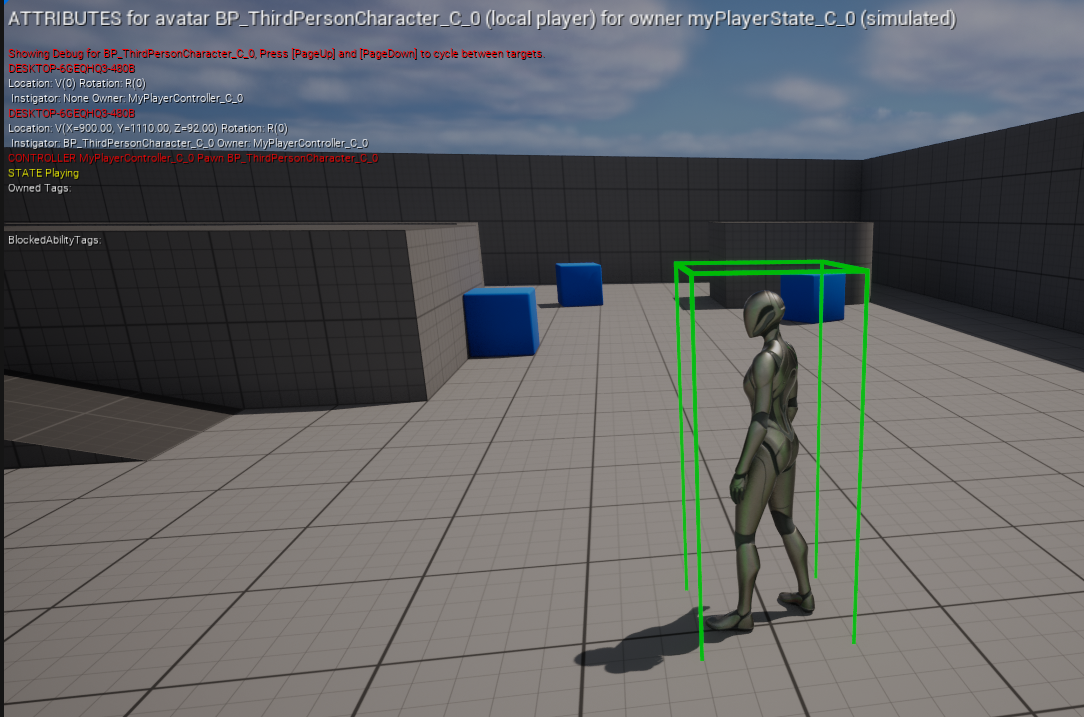 ATTRIBUTES for avatar BP_ThirdPersonCharacter_C_0 (local player) for owner myPlayerState_C_0 (simulated)
Showing Debug for BP_ThirdPersonCharacter_C_0, Press [PageUp] and [PageDown] to cycle between targets.
DESKTOP-6GEQHQ3-480B
Location: V(0) Rotation: R(0)
Instigator: None Owner: MyPlayerController_C_0
DESKTOP-6GEQHQ3-480B
Location: V(X=900.00, Y=1110.00, Z=92.00) Rotation: R(0)
Instigator: BP_ThirdPersonCharacter_C_0 Owner: MyPlayerController_C_0
CONTROLLER MyPlayerController_C_0 Pawn BP_ThirdPersonCharacter_C_0
STATE Playing
Owned Tags:
BlockedAbilityTags: